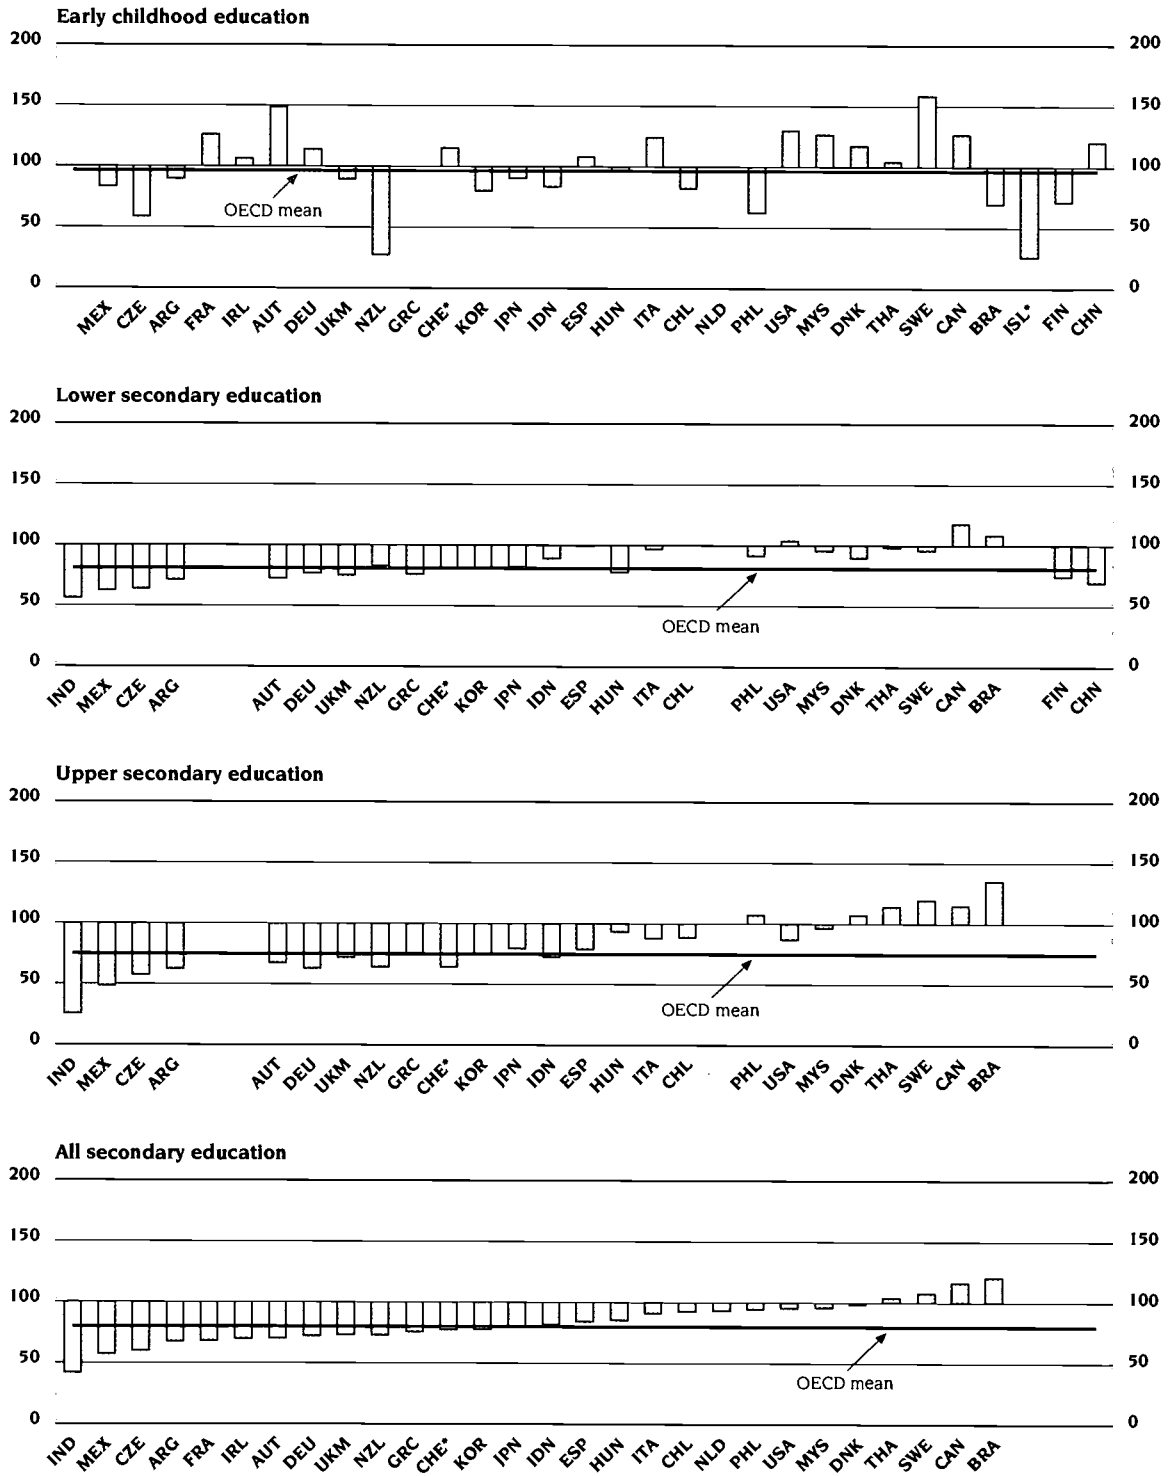 Early childhood education
200 200
150 150
100 100
OECD mean
50 50
0 0
MEX CZE ARG FRA IRL AUT DEU UKM NZL GRC CHE* KOR JPN IDN ESP HUN ITA CHL NLD PHL USA MYS DNK THA SWE CAN BRA ISL* FIN CHN
Lower secondary education
200 200
150 150
100 100
50 50
OECD mean
0 0
IND MEX CZE ARG AUT DEU UKM NZL GRC CHE* KOR JPN IDN ESP HUN ITA CHL PHL USA MYS DNK THA SWE CAN BRA FIN CHN
Upper secondary education
200 200
150 150
100 100
50 50
OECD mean
0 0
IND MEX CZE ARG AUT DEU UKM NZL GRC CHE* KOR JPN IDN ESP HUN ITA CHL PHL USA MYS DNK THA SWE CAN BRA
All secondary education
200 200
150 150
100 100
50 50
OECD mean
0 0
IND MEX CZE ARG FRA IRL AUT DEU UKM NZL GRC CHE* KOR JPN IDN ESP HUN ITA CHL NLD PHL USA MYS DNK THA SWE CAN BRA